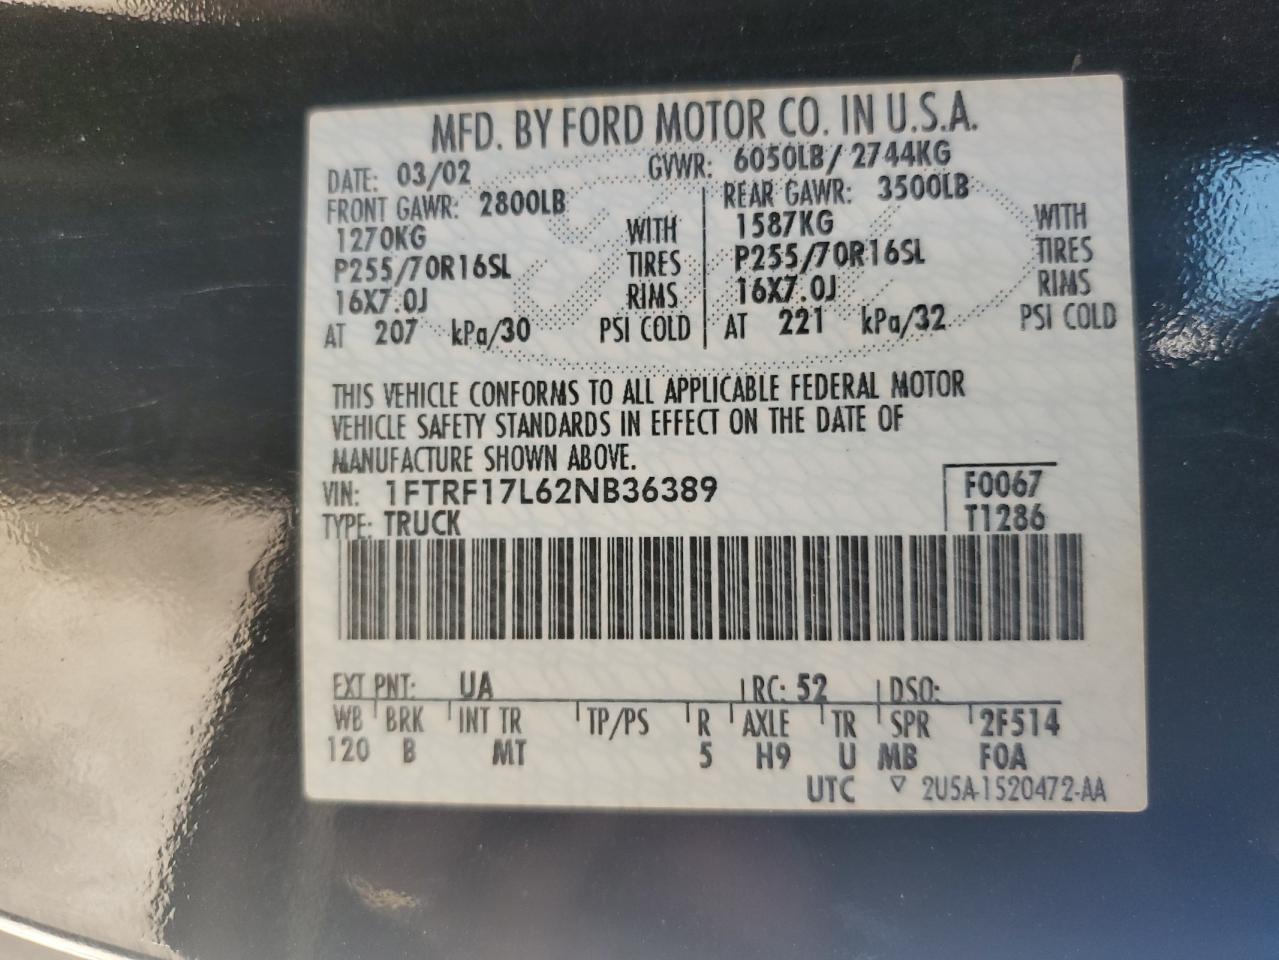 MFD. BY FORD MOTOR CO. IN U.S.A.
DATE: 03/02 GVWR: 6050LB/ 2744KG
FRONT GAWR: 2800LB REAR GAWR: 3500LB
1270KG WITH 1587KG WITH
P255/70R16SL TIRES P255/70R16SL TIRES
16X7.0J RIMS 16X7.0J RIMS
AT 207 kPa/30 PSI COLD AT 221 kPa/32 PSI COLD
THIS VEHICLE CONFORMS TO ALL APPLICABLE FEDERAL MOTOR
VEHICLE SAFETY STANDARDS IN EFFECT ON THE DATE OF
MANUFACTURE SHOWN ABOVE.
VIN: 1FTRF17L62NB36389 F0067
TYPE: TRUCK T1286
EXT PNT: UA RC: 52 DSO:
WB BRK INT TR TP/PS R AXLE TR SPR 2F514
120 B MT 5 H9 U MB F0A
UTC ▽ 2U5A-1520472-AA